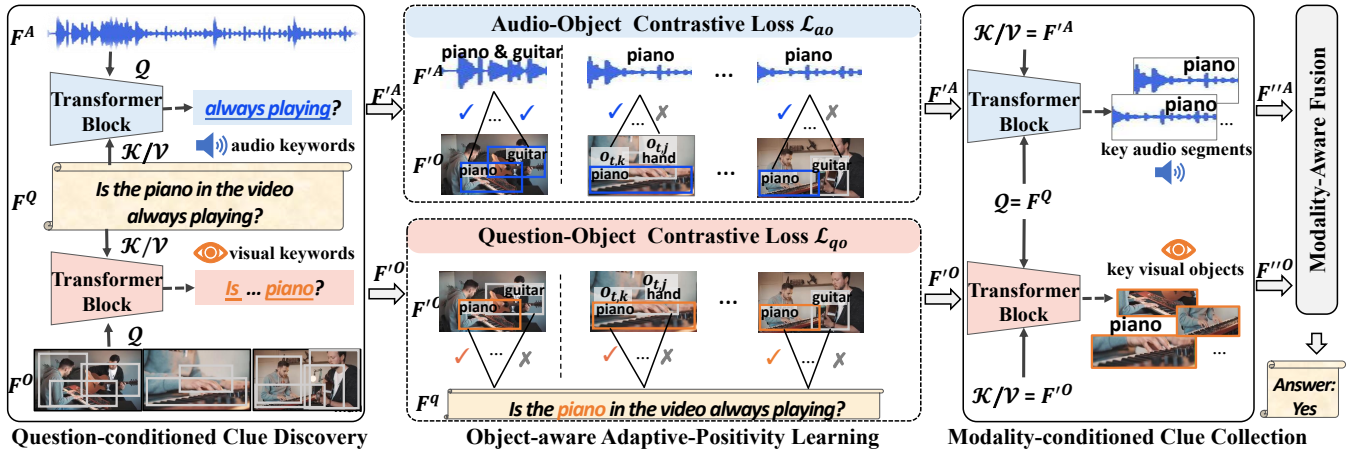 F^A
Q
Transformer
Block
always playing?
audio keywords
K/V
F^Q
Is the piano in the video
always playing?
K/V
visual keywords
Transformer
Block
Is ... piano?
Q
F^O
Question-conditioned Clue Discovery
F'^A
F'^O
Audio-Object Contrastive Loss L_ao
piano & guitar
piano
...
piano
F'^A
✓ ... ✓
✓ ... ✗
✓ ... ✗
F'^O
guitar
piano
o_t,k
o_t,j
hand
piano
...
guitar
piano
Question-Object Contrastive Loss L_qo
F'^O
guitar
piano
o_t,k
o_t,j
hand
piano
...
guitar
piano
✓ ... ✗
✓ ... ✗
✓ ... ✗
F^q
Is the piano in the video always playing?
Object-aware Adaptive-Positivity Learning
F'^A
F'^O
K/V = F'^A
Transformer
Block
piano
piano
...
key audio segments
Q = F^Q
key visual objects
Transformer
Block
piano
...
K/V = F'^O
Modality-conditioned Clue Collection
F''^A
F''^O
Modality-Aware Fusion
Answer:
Yes